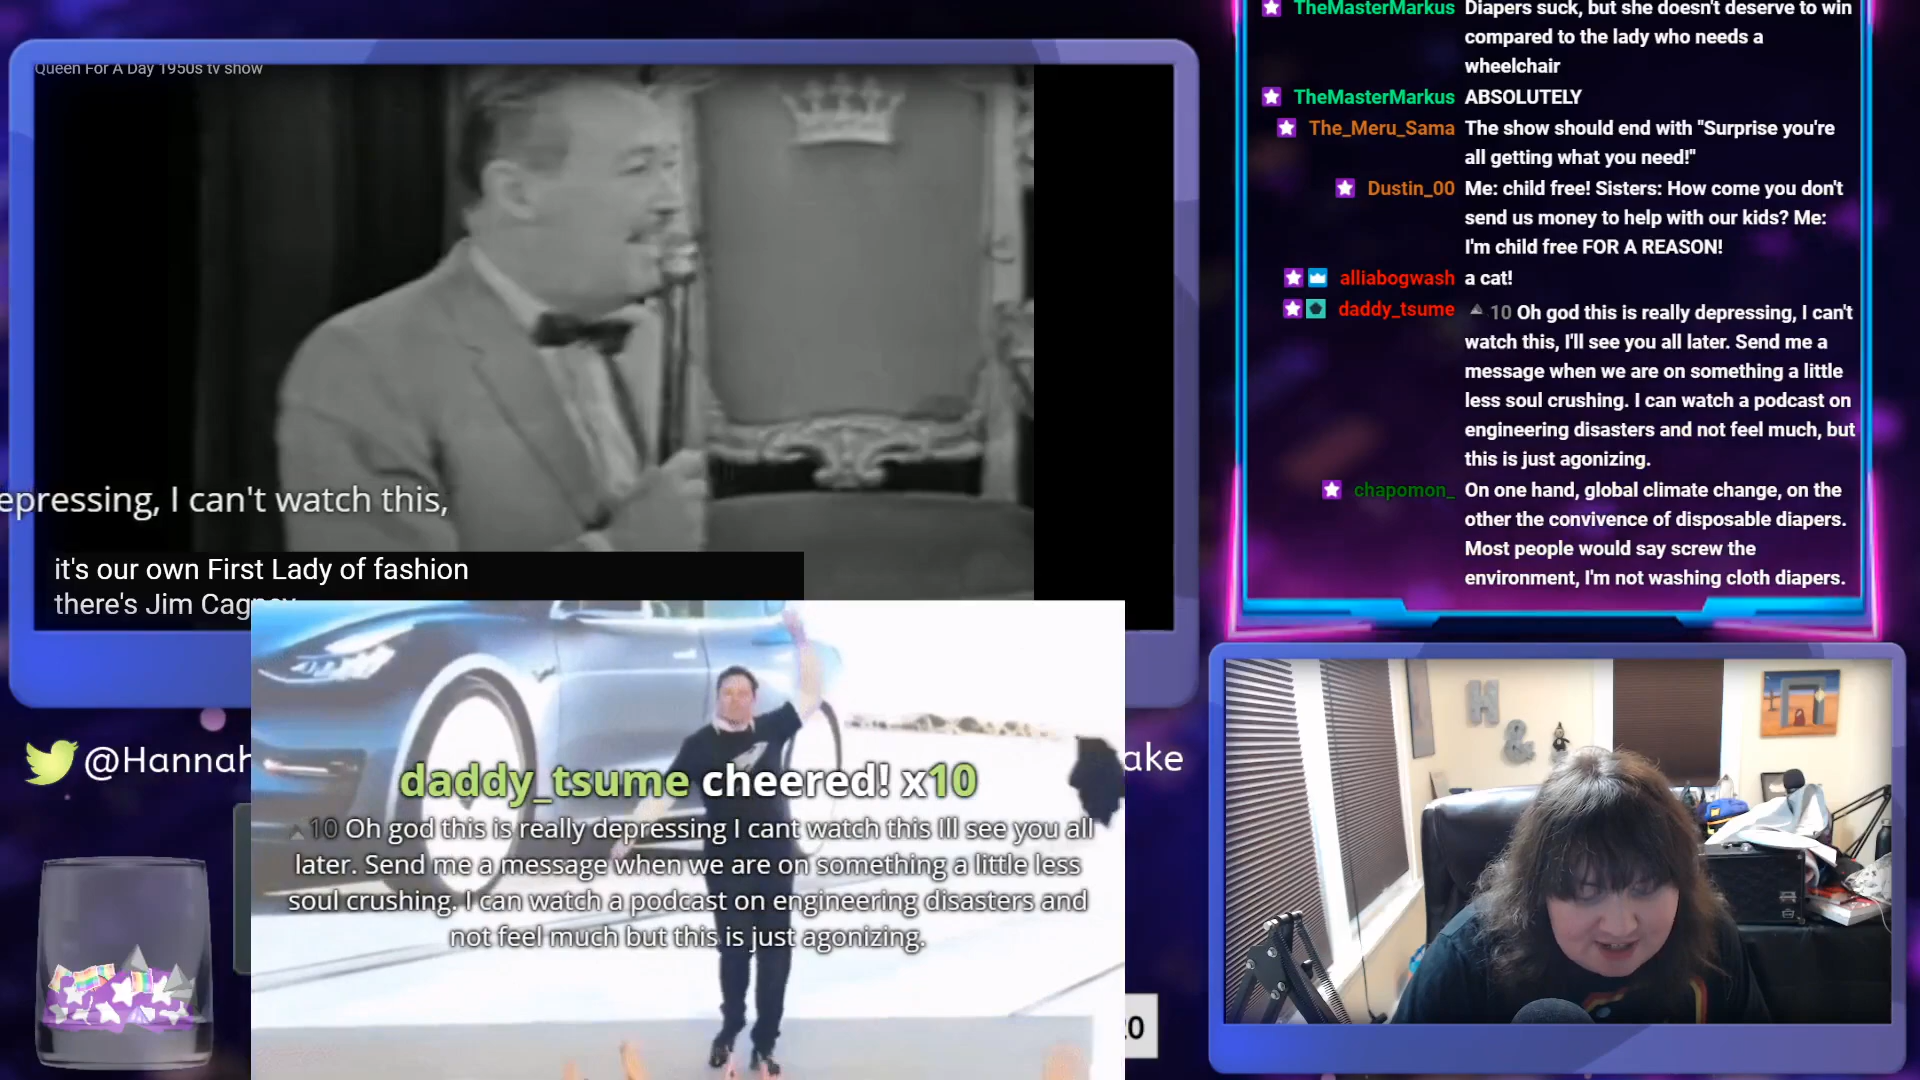 Queen For A Day 1950s tv show
epressing, I can't watch this,
it's our own First Lady of fashion
there's Jim Cagney
@Hannah
ake
daddy_tsume cheered! x10
10 Oh god this is really depressing I cant watch this Ill see you all
later. Send me a message when we are on something a little less
soul crushing. I can watch a podcast on engineering disasters and
not feel much but this is just agonizing.
20
TheMasterMarkus Diapers suck, but she doesn't deserve to win
compared to the lady who needs a
wheelchair
TheMasterMarkus ABSOLUTELY
The_Meru_Sama The show should end with "Surprise you're
all getting what you need!"
Dustin_00 Me: child free! Sisters: How come you don't
send us money to help with our kids? Me:
I'm child free FOR A REASON!
alliabogwash a cat!
daddy_tsume 10 Oh god this is really depressing, I can't
watch this, I'll see you all later. Send me a
message when we are on something a little
less soul crushing. I can watch a podcast on
engineering disasters and not feel much, but
this is just agonizing.
chapomon_ On one hand, global climate change, on the
other the convivence of disposable diapers.
Most people would say screw the
environment, I'm not washing cloth diapers.
H
&